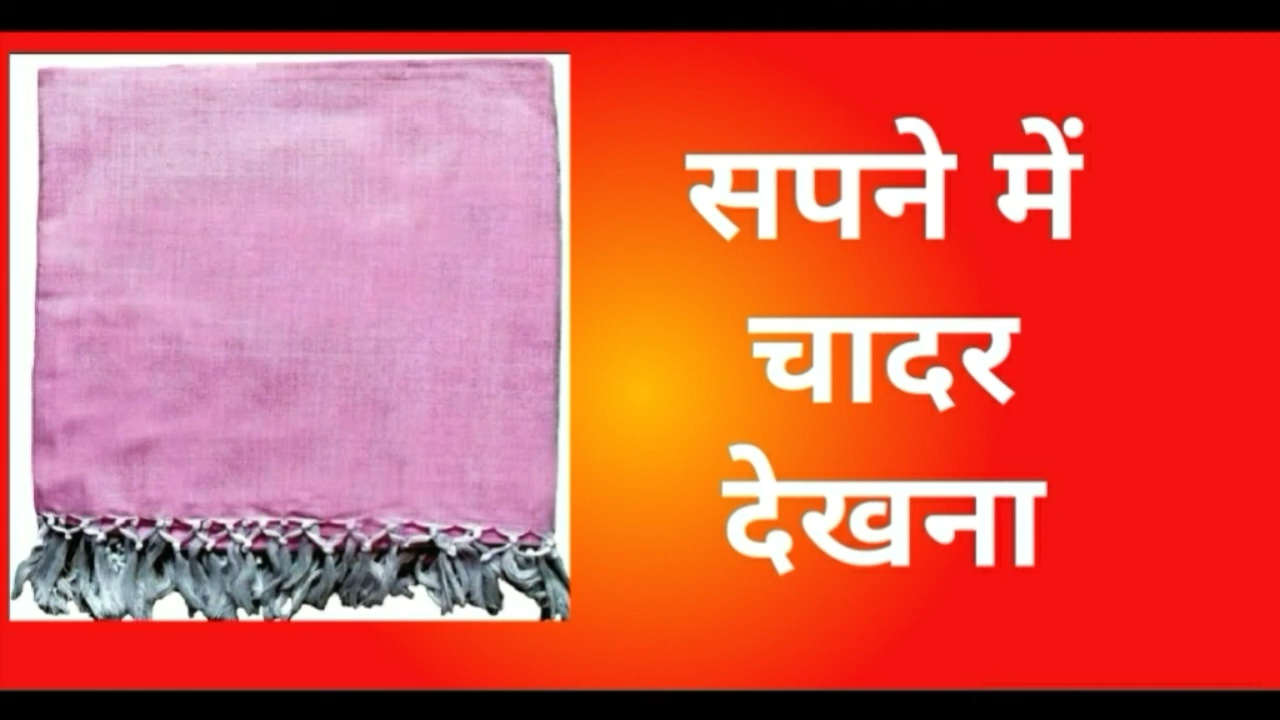 सपने में
चादर
देखना